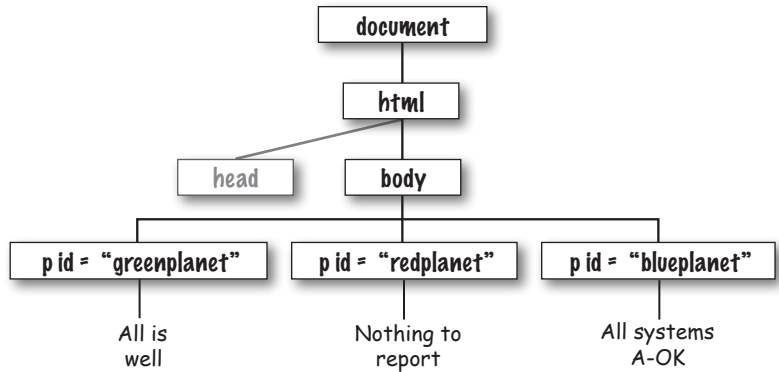 document
html
head
body
p id = “greenplanet”
p id = “redplanet”
p id = “blueplanet”
All is
well
Nothing to
report
All systems
A-OK